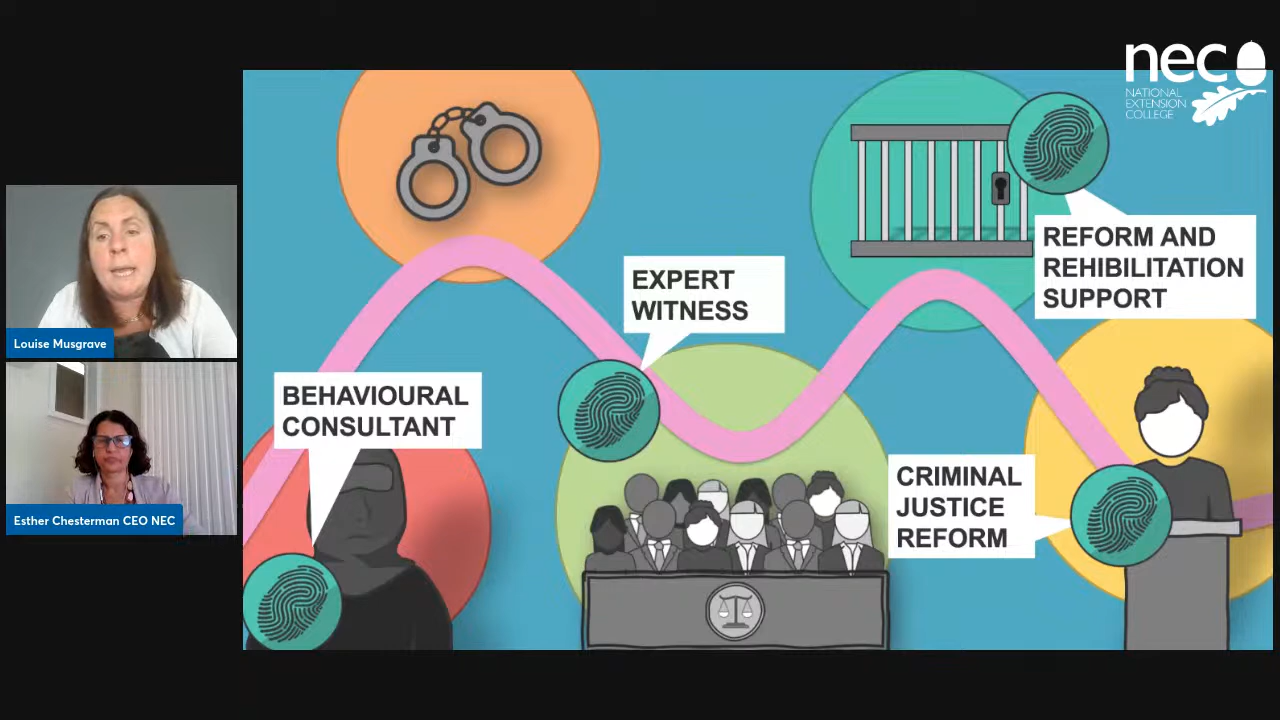 nec
NATIONAL
EXTENSION
COLLEGE
REFORM AND
REHIBILITATION
SUPPORT
EXPERT
WITNESS
Louise Musgrave
BEHAVIOURAL
CONSULTANT
CRIMINAL
JUSTICE
REFORM
Esther Chesterman CEO NEC